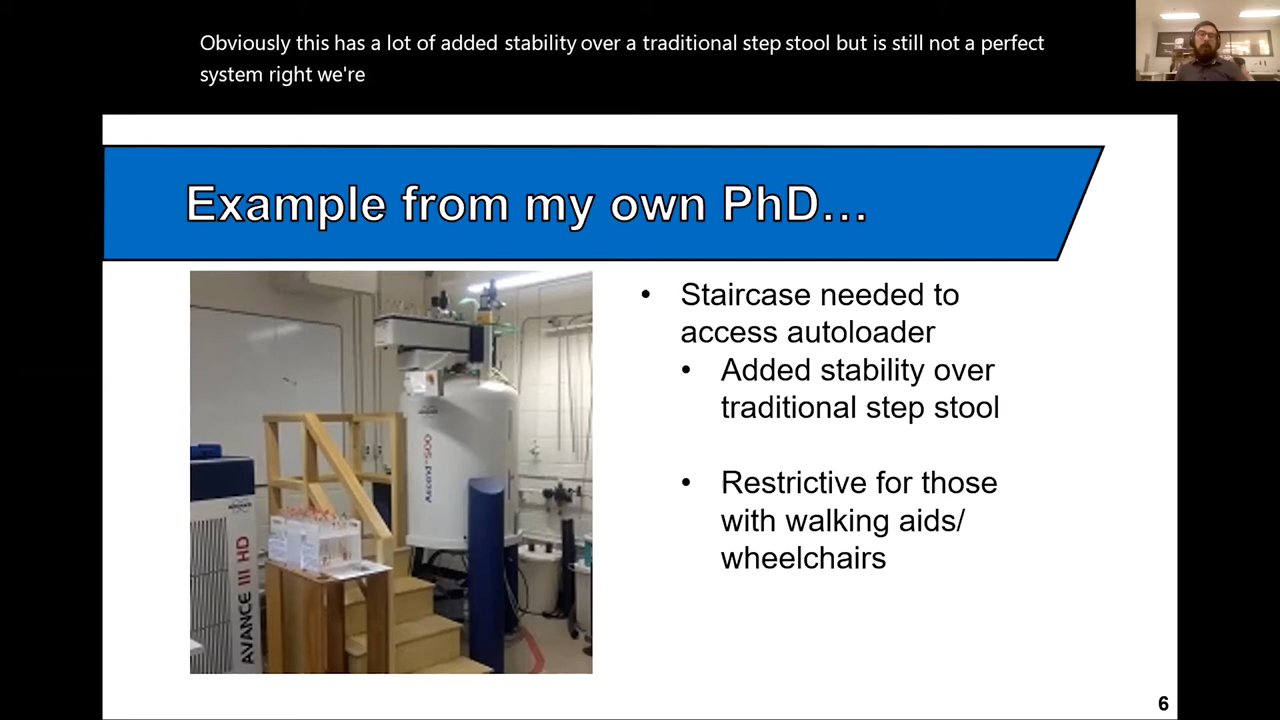 Obviously this has a lot of added stability over a traditional step stool but is still not a perfect
system right we're
Example from my own PhD...
• Staircase needed to
access autoloader
• Added stability over
traditional step stool
• Restrictive for those
with walking aids/
wheelchairs
Ascend 500
AVANCE III HD
6